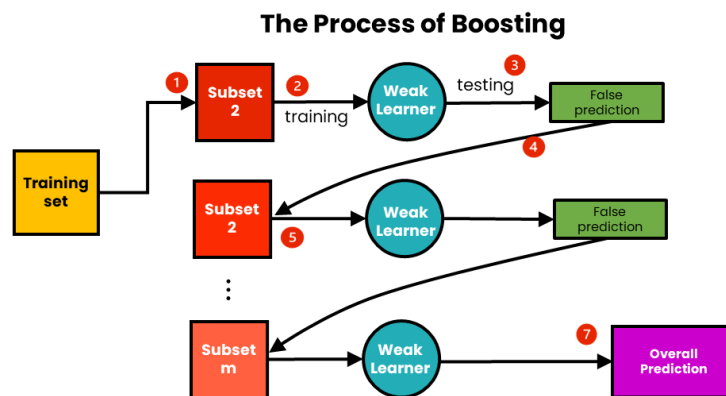 The Process of Boosting
1
Subset
2
2
training
Weak
Learner
3
testing
False
prediction
4
Training
set
Subset
2
5
Weak
Learner
False
prediction
Subset
m
Weak
Learner
7
Overall
Prediction